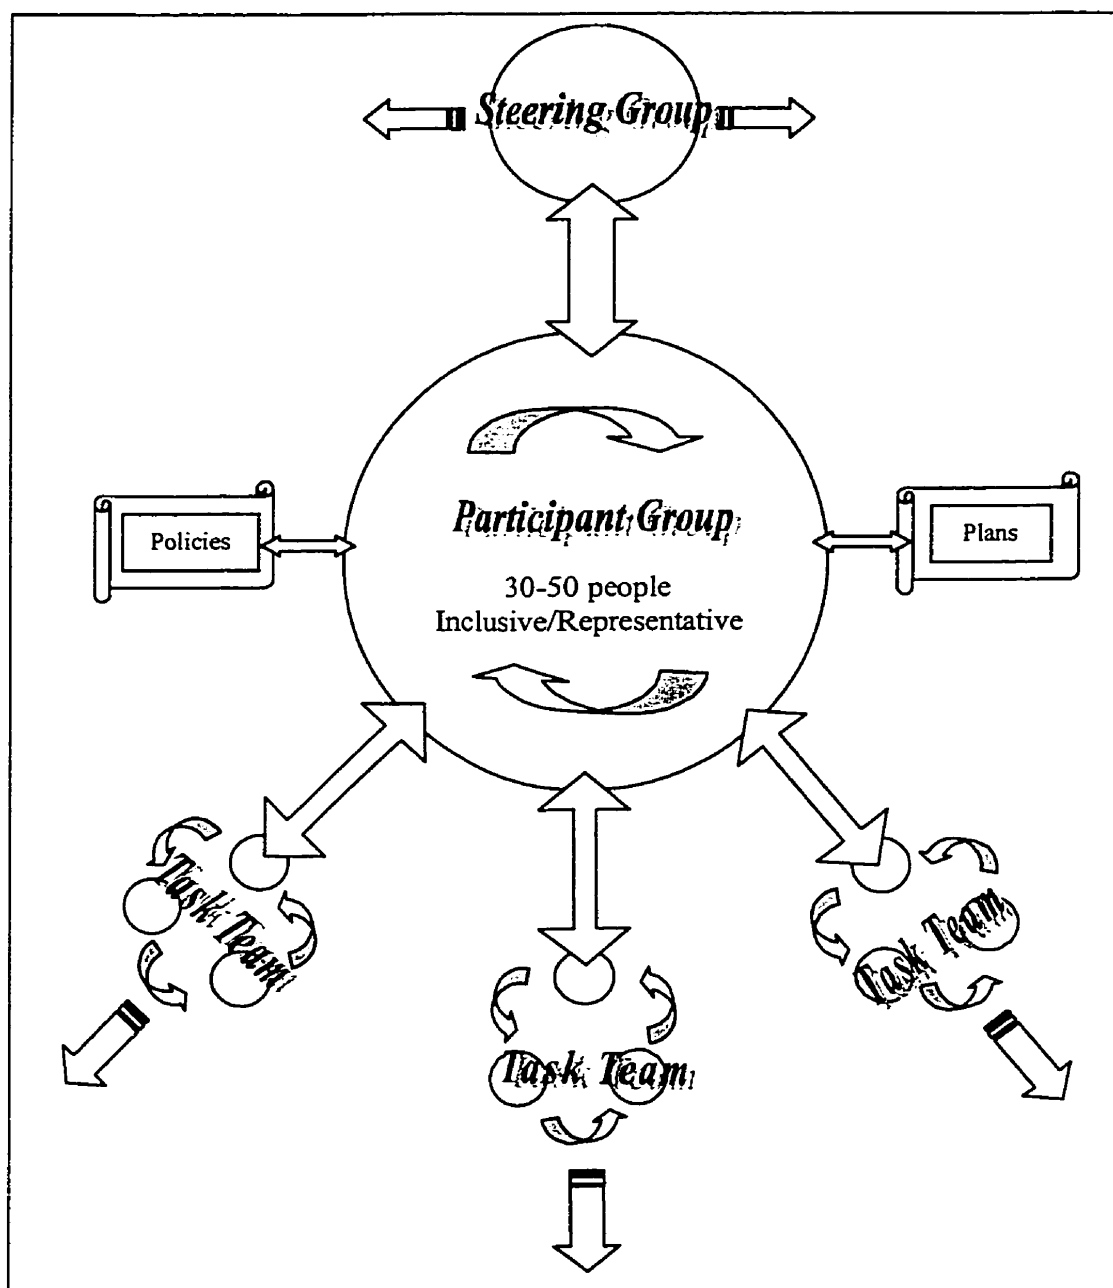 Steering Group
Participant Group
30-50 people
Inclusive/Representative
Policies
Plans
Task Team
Task Team
Task Team